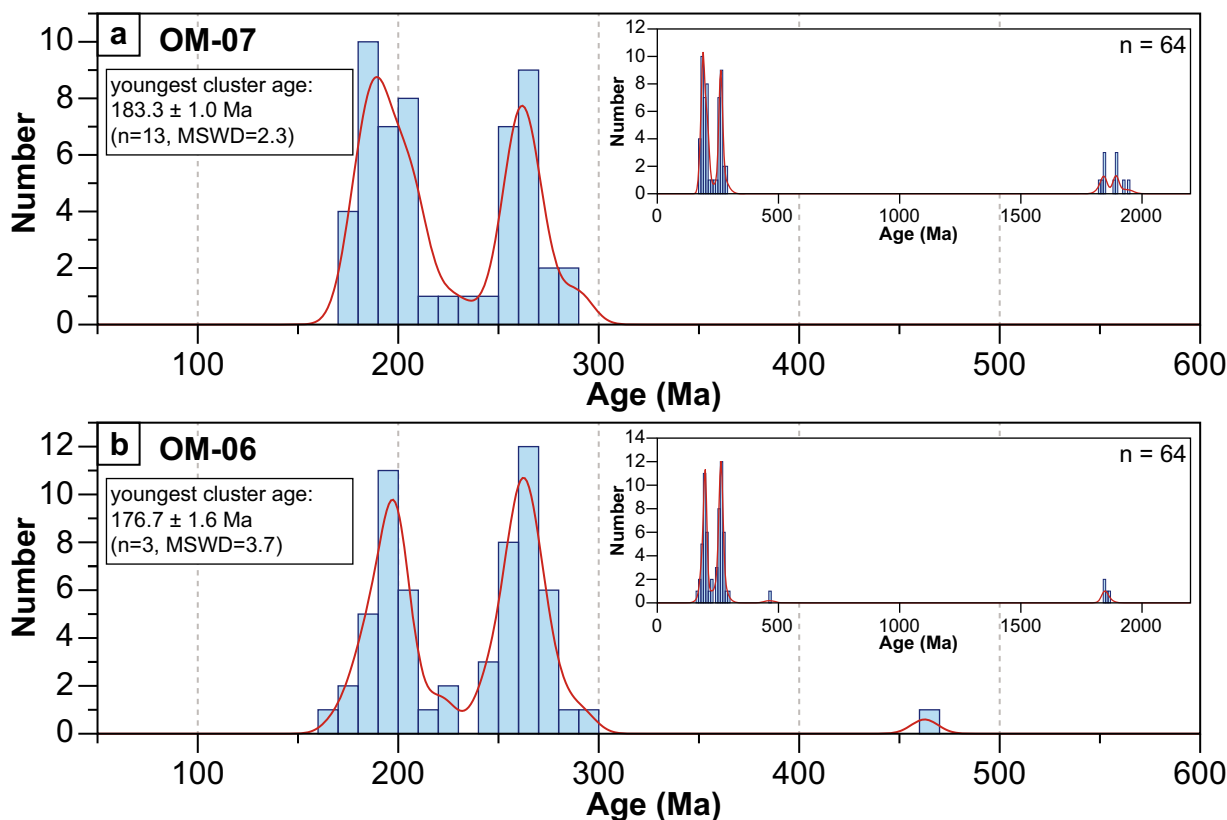 a OM-07
youngest cluster age:
183.3 ± 1.0 Ma
(n=13, MSWD=2.3)
Number
10
8
6
4
2
0
100 200 300 400 500 600
Age (Ma)
n = 64
Number
12
10
8
6
4
2
0
0 500 1000 1500 2000
Age (Ma)
b OM-06
youngest cluster age:
176.7 ± 1.6 Ma
(n=3, MSWD=3.7)
Number
12
10
8
6
4
2
0
100 200 300 400 500 600
Age (Ma)
n = 64
Number
14
12
10
8
6
4
2
0
0 500 1000 1500 2000
Age (Ma)